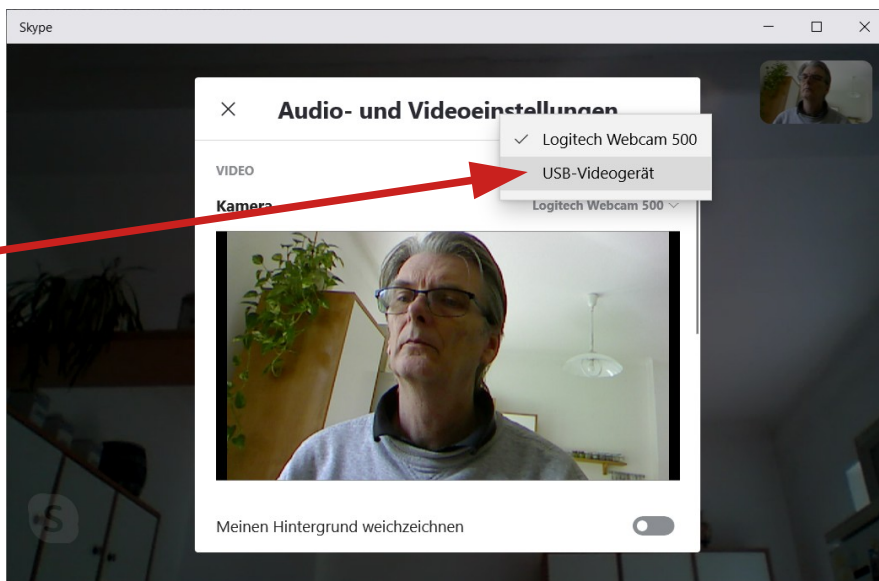 Skype
Audio- und Videoeinstellungen
Logitech Webcam 500
VIDEO
USB-Videogerät
Kamera
Logitech Webcam 500
Meinen Hintergrund weichzeichnen
S